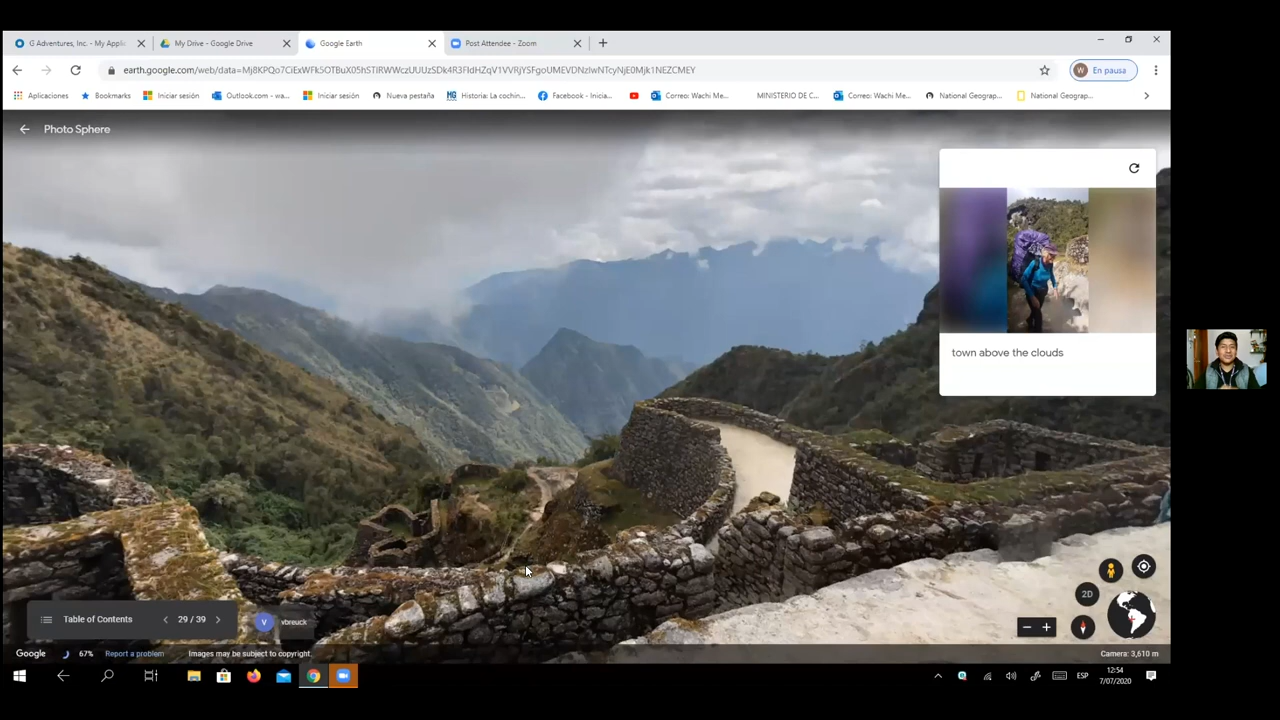 G Adventures, Inc. - My Applic
My Drive - Google Drive
Google Earth
Post Attendee - Zoom
En pausa
Aplicaciones
Bookmarks
Iniciar sesión
Outlook.com - wa...
Iniciar sesión
Nueva pestaña
Historia: La cochin...
Facebook - Inicia...
Correo: Wachi Me...
MINISTERIO DE C...
Correo: Wachi Me...
National Geograp...
National Geograp...
Photo Sphere
town above the clouds
2D
Table of Contents
29 / 39
V
vbreuck
Google
67%
Report a problem
Images may be subject to copyright.
Camera: 3,610 m
ESP
12:54
7/07/2020